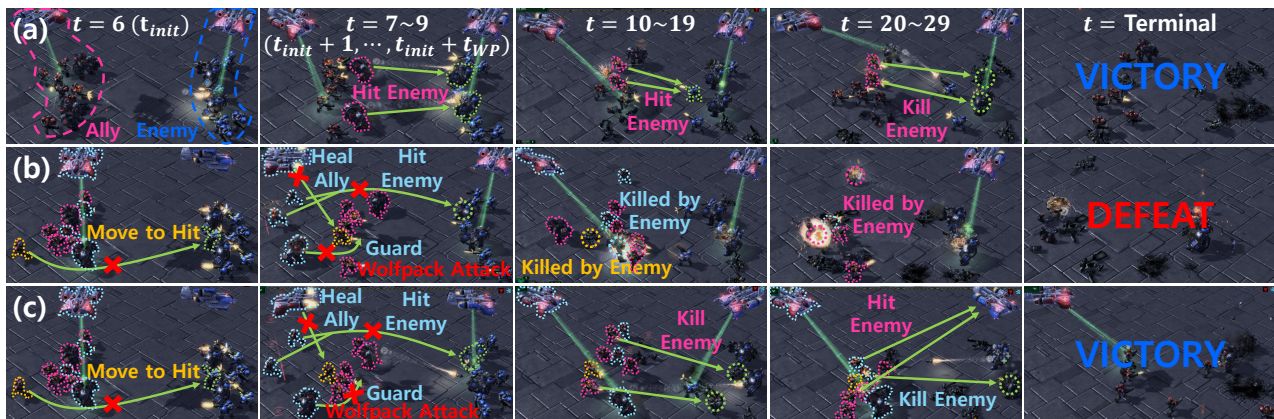 (a)
t = 6 (t_init)
Ally
Enemy
t = 7~9
(t_init + 1, ⋯, t_init + t_WP)
Hit Enemy
t = 10~19
Hit
Enemy
t = 20~29
Kill
Enemy
t = Terminal
VICTORY
(b)
Move to Hit
Heal
Ally
Hit
Enemy
Guard
Wolfpack Attack
Killed by
Enemy
Killed by Enemy
Killed by
Enemy
DEFEAT
(c)
Move to Hit
Heal
Ally
Hit
Enemy
Guard
Wolfpack Attack
Kill
Enemy
Hit
Enemy
Kill Enemy
VICTORY